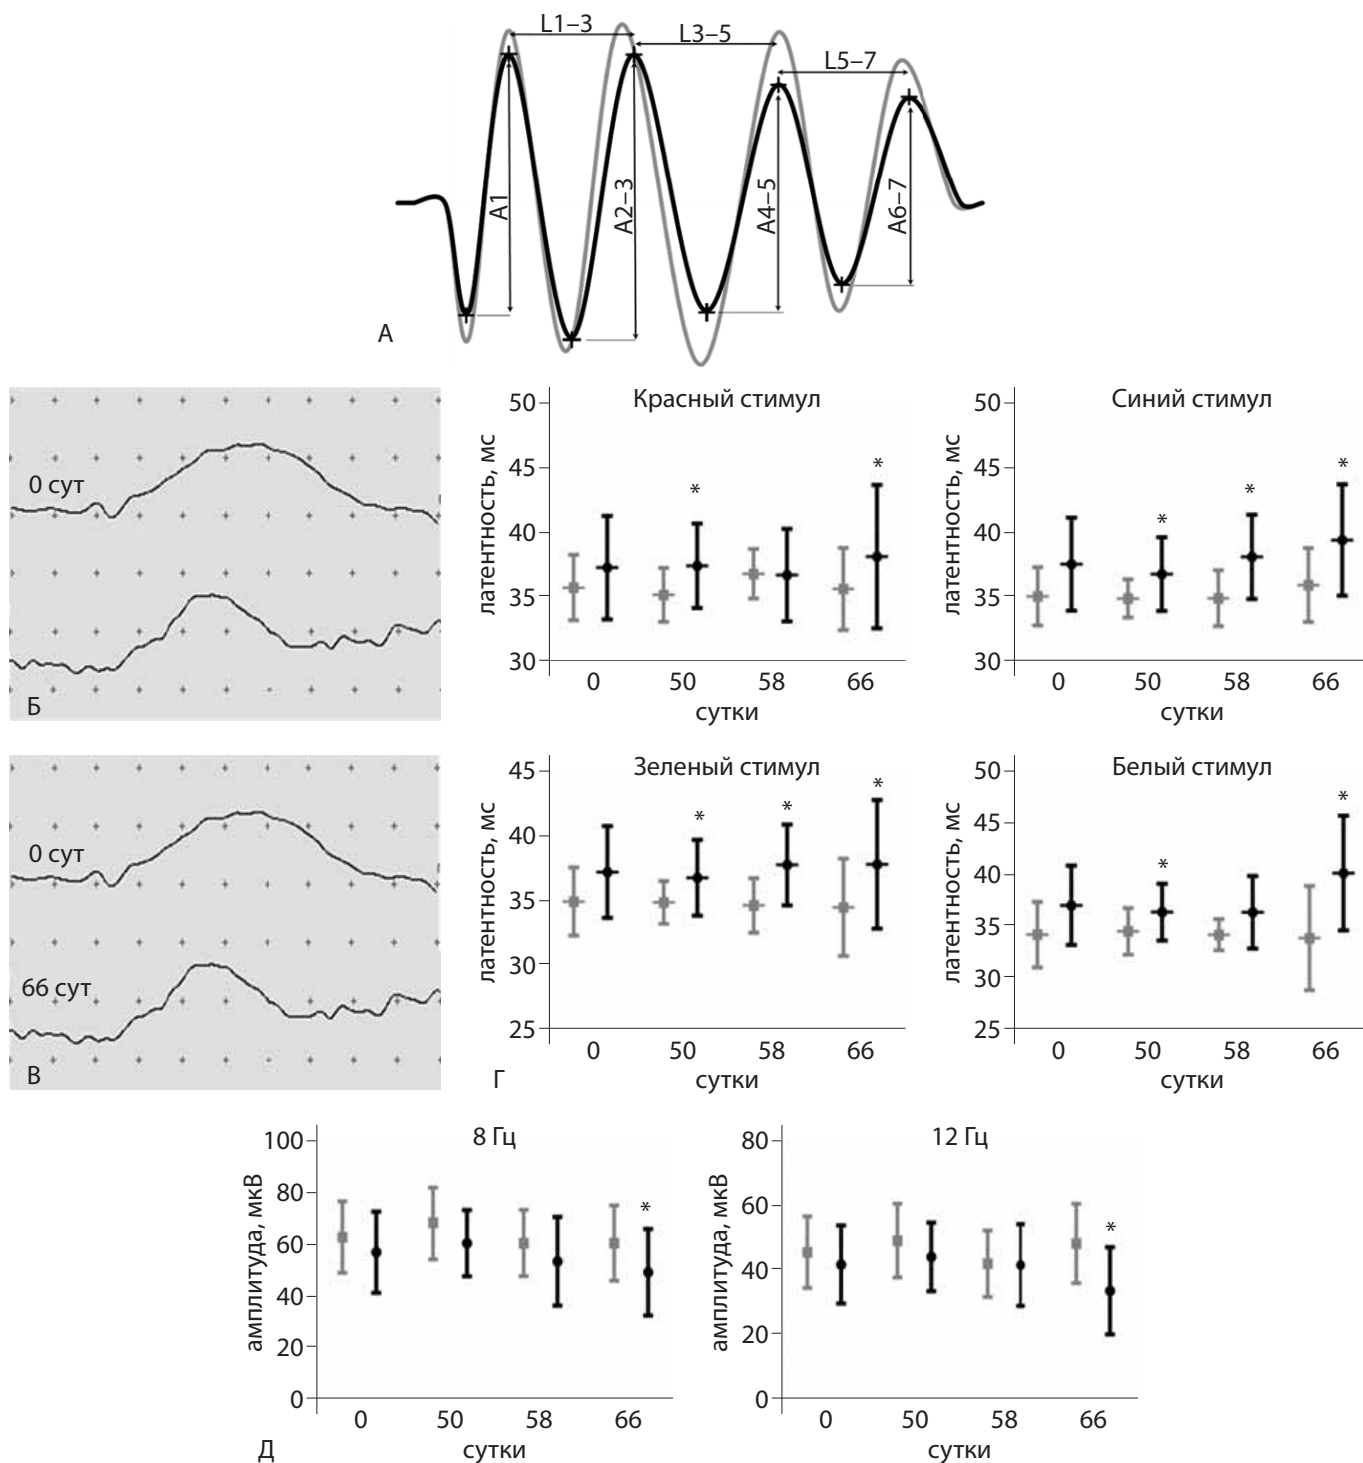 L1–3
L3–5
L5–7
A1
A2–3
A4–5
A6–7
А
0 сут
Б
Красный стимул
латентность, мс
50
45
40
35
30
*
*
0 50 58 66
сутки
Синий стимул
латентность, мс
50
45
40
35
30
*
*
*
0 50 58 66
сутки
0 сут
66 сут
В
Зеленый стимул
латентность, мс
45
40
35
30
25
*
*
*
0 50 58 66
сутки
Г
Белый стимул
латентность, мс
50
45
40
35
30
25
*
*
0 50 58 66
сутки
8 Гц
амплитуда, мкВ
100
80
60
40
20
0
*
0 50 58 66
сутки
Д
12 Гц
амплитуда, мкВ
80
60
40
20
0
*
0 50 58 66
сутки